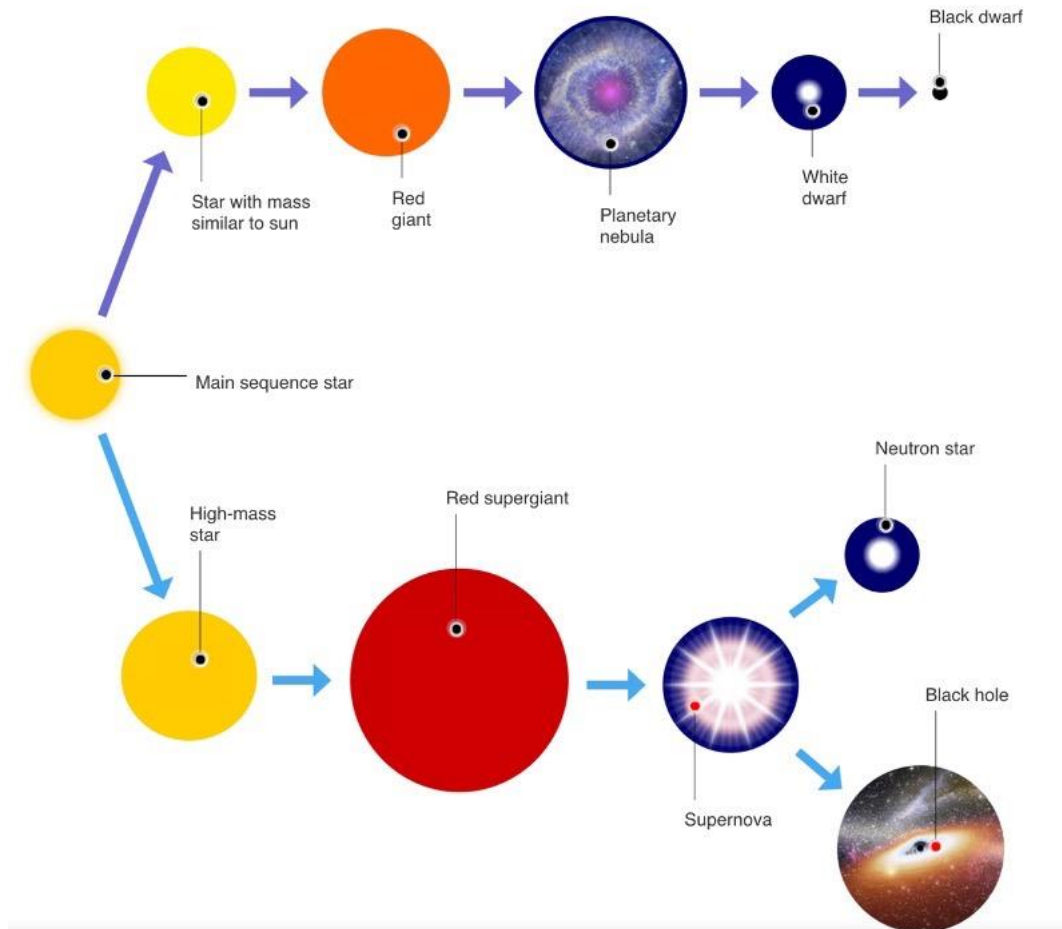 Black dwarf
Star with mass
similar to sun
Red
giant
Planetary
nebula
White
dwarf
Main sequence star
Neutron star
High-mass
star
Red supergiant
Black hole
Supernova